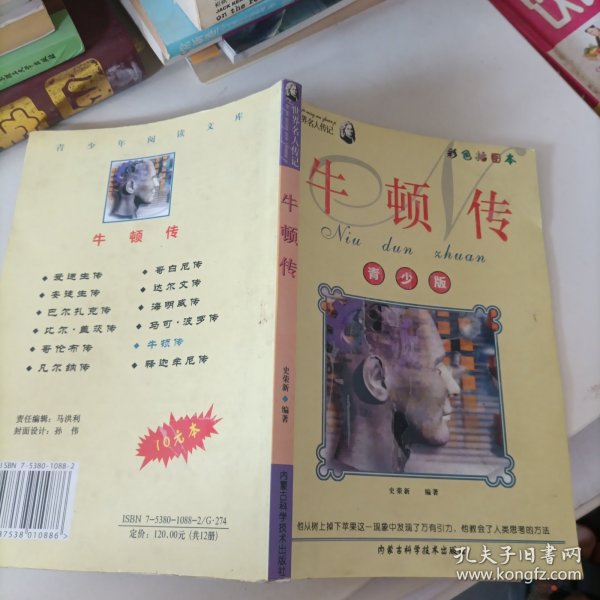 青少年阅读文库
牛顿传
◆ 爱迪生传
◆ 安徒生传
◆ 巴尔扎克传
◆ 比尔·盖茨传
◆ 哥伦布传
◆ 凡尔纳传
◆ 哥白尼传
◆ 达尔文传
◆ 海明威传
◆ 马可·波罗传
◆ 牛顿传
◆ 释迦牟尼传
责任编辑：马洪利
封面设计：孙 伟
10元本
ISBN 7-5380-1088-2
ISBN 7-5380-1088-2/G·274
定价：120.00元(共12册)
世界名人传记
牛顿传
史荣新◆编著
内蒙古科学技术出版社
世界名人传记
彩色插图本
牛顿传
Niu dun zhuan
青少版
史荣新 编著
他从树上掉下苹果这一现象中发现了万有引力，他教会了人类思考的方法
内蒙古科学技术出版
孔夫子旧书网
www.kongfz.com